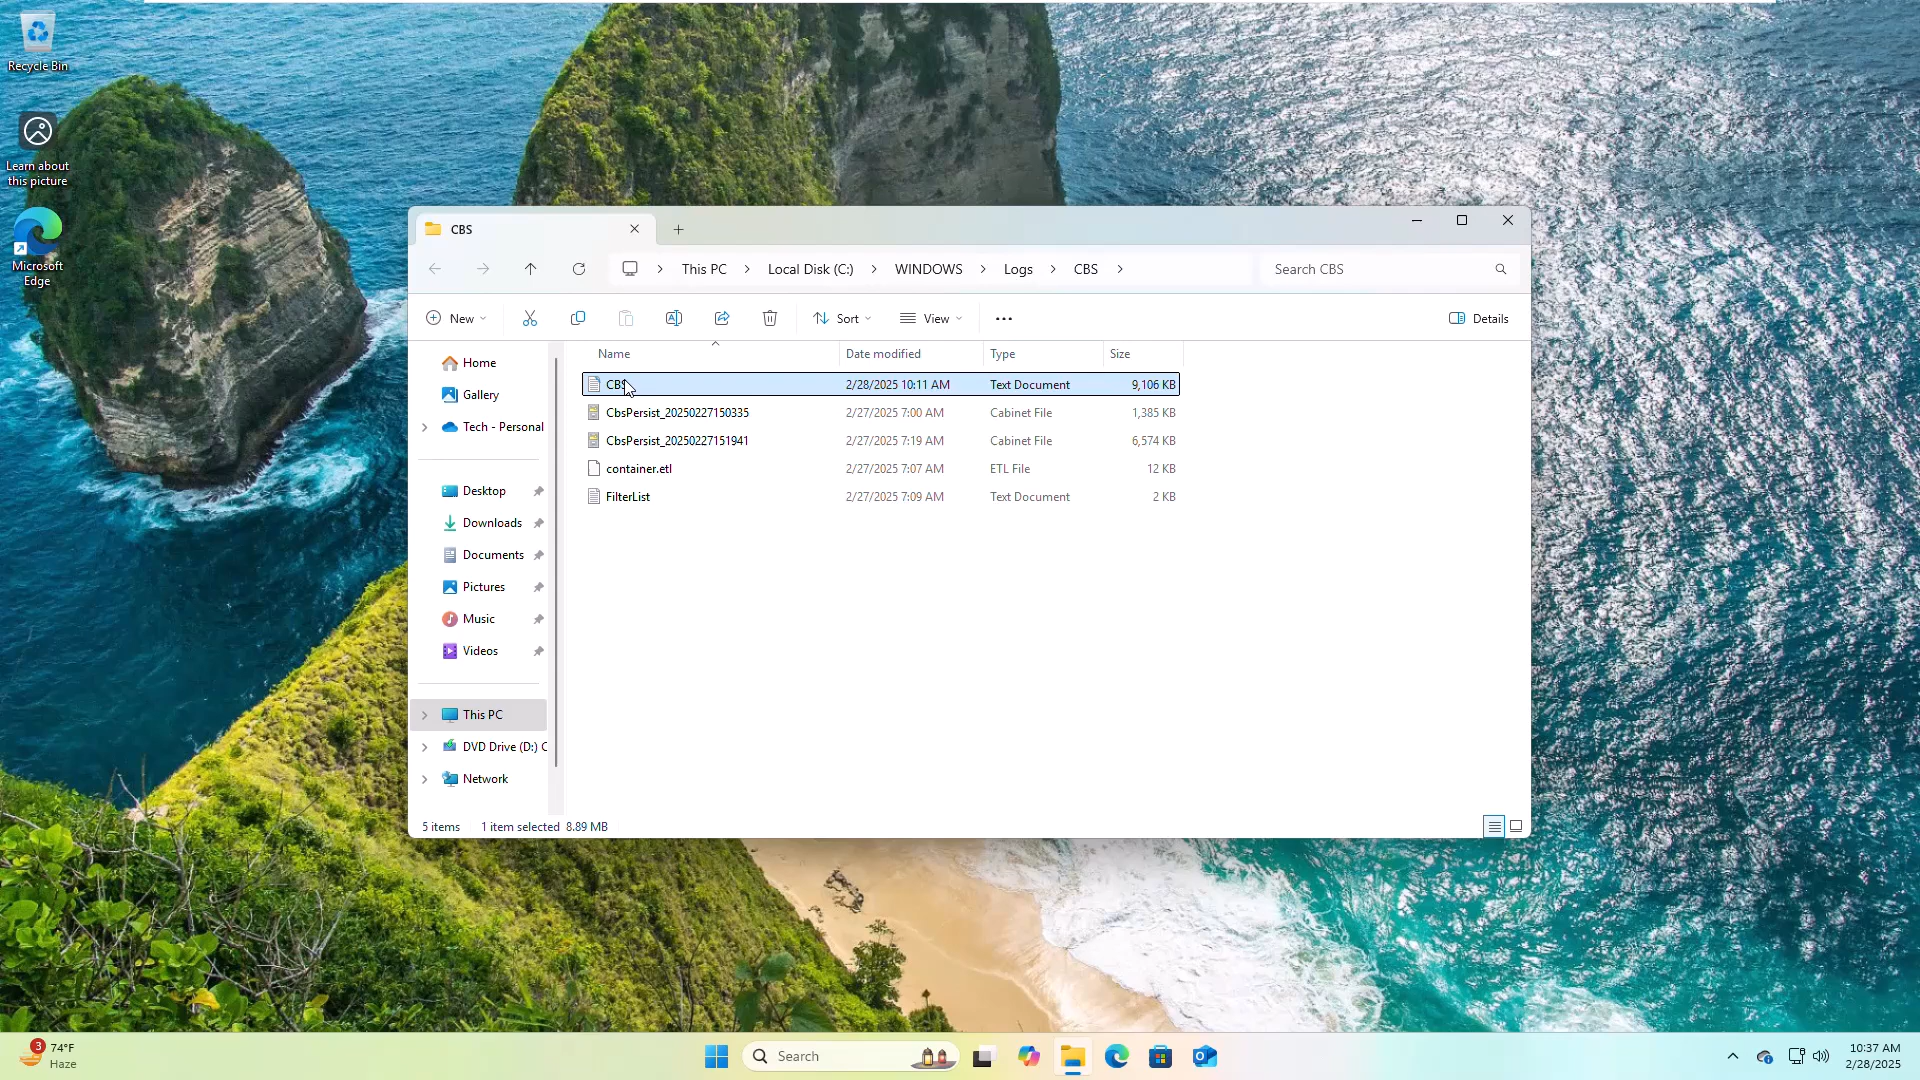 Recycle Bin
Learn about
this picture
Microsoft
Edge
CBS
This PC
Local Disk (C:)
WINDOWS
Logs
CBS
Search CBS
New
Sort
View
Details
Name
Date modified
Type
Size
CBS 2/28/2025 10:11 AM Text Document 9,106 KB
CbsPersist_20250227150335 2/27/2025 7:00 AM Cabinet File 1,385 KB
CbsPersist_20250227151941 2/27/2025 7:19 AM Cabinet File 6,574 KB
container.etl 2/27/2025 7:07 AM ETL File 12 KB
FilterList 2/27/2025 7:09 AM Text Document 2 KB
Home
Gallery
Tech - Personal
Desktop
Downloads
Documents
Pictures
Music
Videos
This PC
DVD Drive (D:) C
Network
5 items 1 item selected 8.89 MB
3
74°F
Haze
Search
10:37 AM
2/28/2025